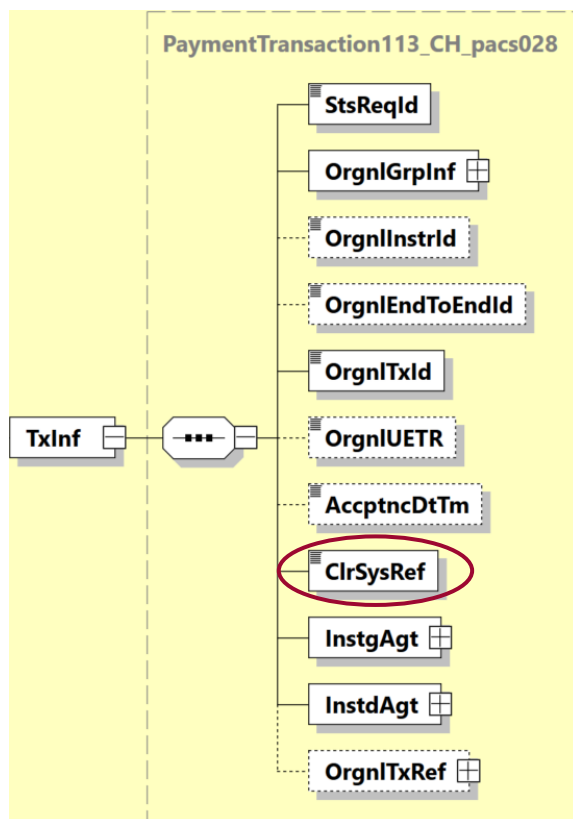 PaymentTransaction113_CH_pacs028
StsReqId
OrgnlGrpInf
OrgnlInstrId
OrgnlEndToEndId
OrgnlTxId
TxInf
OrgnlUETR
AccptncDtTm
ClrSysRef
InstgAgt
InstdAgt
OrgnlTxRef